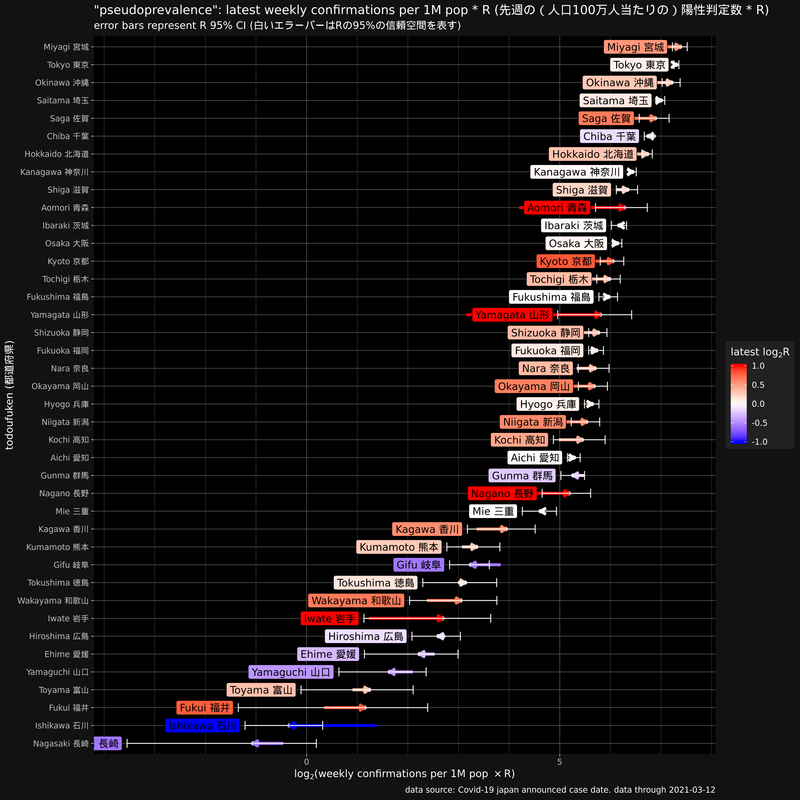 "pseudoprevalence": latest weekly confirmations per 1M pop * R (先週の ( 人口100万人当たりの ) 陽性判定数 * R)
error bars represent R 95% CI (白いエラーバーはRの95%の信頼空間を表す)
todoufuken (都道府県)
Miyagi 宮城 Miyagi 宮城
Tokyo 東京 Tokyo 東京
Okinawa 沖縄 Okinawa 沖縄
Saitama 埼玉 Saitama 埼玉
Saga 佐賀 Saga 佐賀
Chiba 千葉 Chiba 千葉
Hokkaido 北海道 Hokkaido 北海道
Kanagawa 神奈川 Kanagawa 神奈川
Shiga 滋賀 Shiga 滋賀
Aomori 青森 Aomori 青森
Ibaraki 茨城 Ibaraki 茨城
Osaka 大阪 Osaka 大阪
Kyoto 京都 Kyoto 京都
Tochigi 栃木 Tochigi 栃木
Fukushima 福島 Fukushima 福島
Yamagata 山形 Yamagata 山形
Shizuoka 静岡 Shizuoka 静岡
Fukuoka 福岡 Fukuoka 福岡
Nara 奈良 Nara 奈良
Okayama 岡山 Okayama 岡山
Hyogo 兵庫 Hyogo 兵庫
Niigata 新潟 Niigata 新潟
Kochi 高知 Kochi 高知
Aichi 愛知 Aichi 愛知
Gunma 群馬 Gunma 群馬
Nagano 長野 Nagano 長野
Mie 三重 Mie 三重
Kagawa 香川 Kagawa 香川
Kumamoto 熊本 Kumamoto 熊本
Gifu 岐阜 Gifu 岐阜
Tokushima 徳島 Tokushima 徳島
Wakayama 和歌山 Wakayama 和歌山
Iwate 岩手 Iwate 岩手
Hiroshima 広島 Hiroshima 広島
Ehime 愛媛 Ehime 愛媛
Yamaguchi 山口 Yamaguchi 山口
Toyama 富山 Toyama 富山
Fukui 福井 Fukui 福井
Ishikawa 石川 Ishikawa 石川
Nagasaki 長崎 長崎
0 5
log2(weekly confirmations per 1M pop × R)
latest log2R
1.0
0.5
0.0
-0.5
-1.0
data source: Covid-19 japan announced case date. data through 2021-03-12